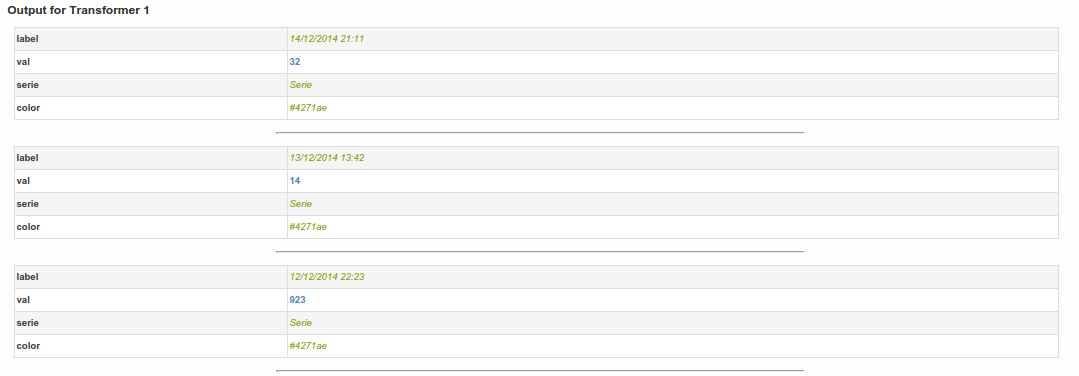 Output for Transformer 1
label 14/12/2014 21:11
val 32
serie Serie
color #4271ae
label 13/12/2014 13:42
val 14
serie Serie
color #4271ae
label 12/12/2014 22:23
val 923
serie Serie
color #4271ae